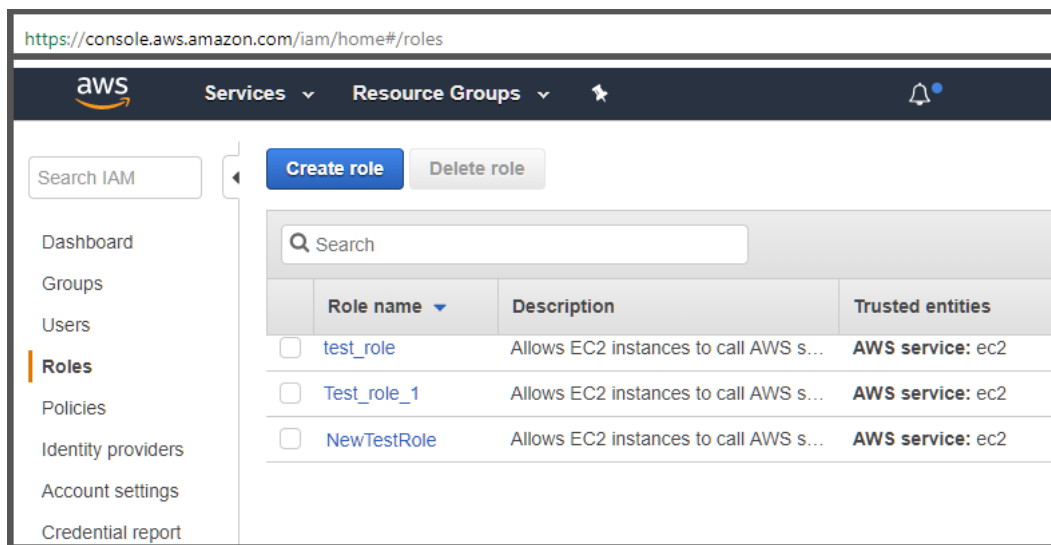 https://console.aws.amazon.com/iam/home#/roles
aws Services Resource Groups
Search IAM
Create role Delete role
Search
Dashboard
Groups
Users
Roles
Policies
Identity providers
Account settings
Credential report
Role name Description Trusted entities
test_role Allows EC2 instances to call AWS s... AWS service: ec2
Test_role_1 Allows EC2 instances to call AWS s... AWS service: ec2
NewTestRole Allows EC2 instances to call AWS s... AWS service: ec2